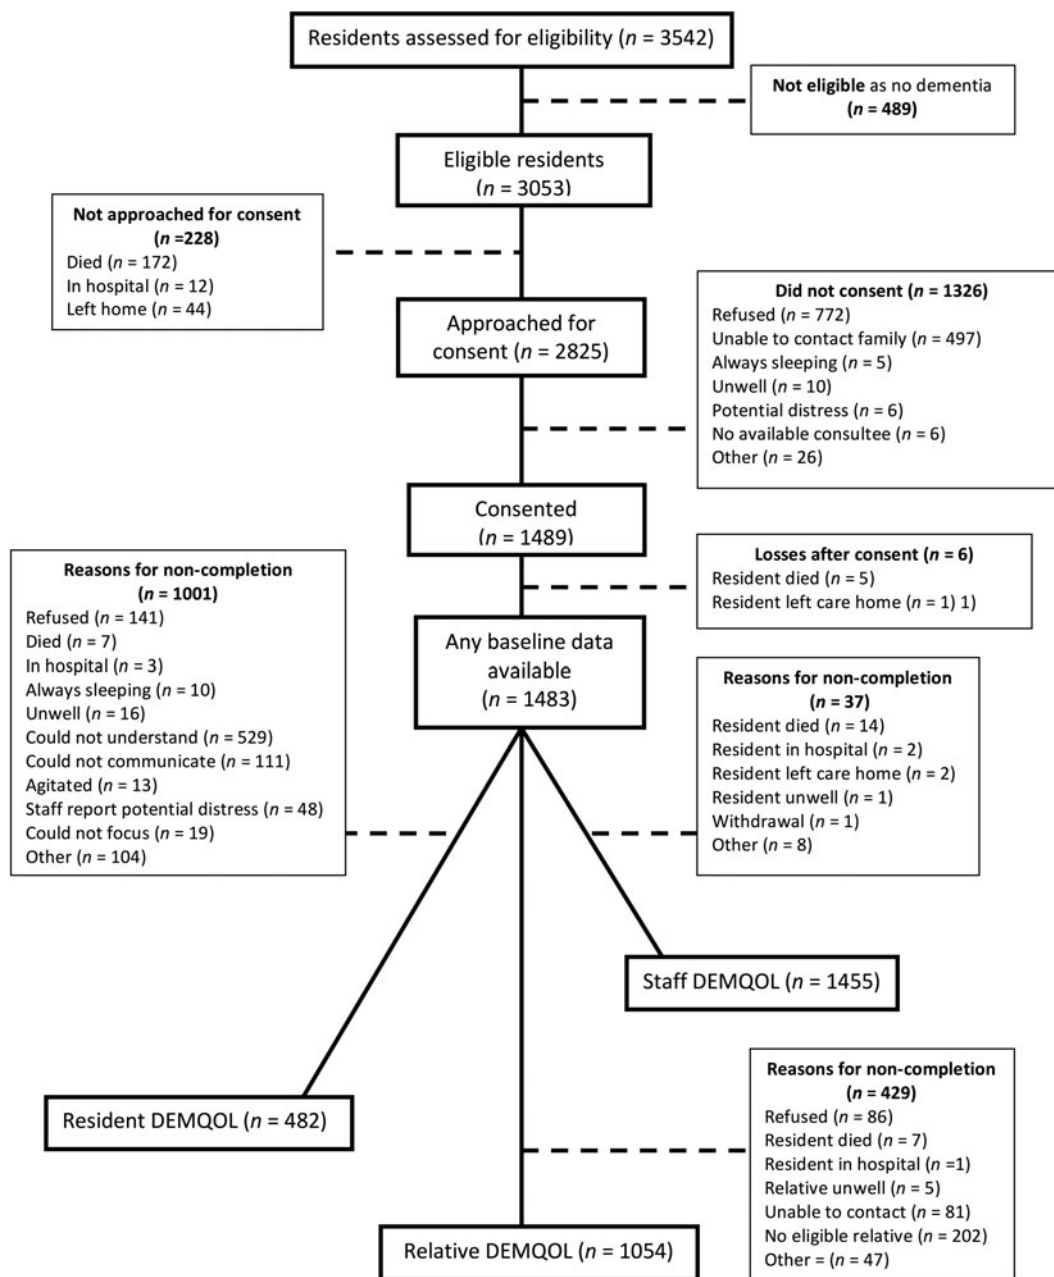 Residents assessed for eligibility (n = 3542)
Not eligible as no dementia
(n = 489)
Eligible residents
(n = 3053)
Not approached for consent
(n =228)
Died (n = 172)
In hospital (n = 12)
Left home (n = 44)
Approached for
consent (n = 2825)
Did not consent (n = 1326)
Refused (n = 772)
Unable to contact family (n = 497)
Always sleeping (n = 5)
Unwell (n = 10)
Potential distress (n = 6)
No available consultee (n = 6)
Other (n = 26)
Consented
(n = 1489)
Losses after consent (n = 6)
Resident died (n = 5)
Resident left care home (n = 1) 1)
Reasons for non-completion
(n = 1001)
Refused (n = 141)
Died (n = 7)
In hospital (n = 3)
Always sleeping (n = 10)
Unwell (n = 16)
Could not understand (n = 529)
Could not communicate (n = 111)
Agitated (n = 13)
Staff report potential distress (n = 48)
Could not focus (n = 19)
Other (n = 104)
Any baseline data
available
(n = 1483)
Reasons for non-completion
(n = 37)
Resident died (n = 14)
Resident in hospital (n = 2)
Resident left care home (n = 2)
Resident unwell (n = 1)
Withdrawal (n = 1)
Other (n = 8)
Staff DEMQOL (n = 1455)
Resident DEMQOL (n = 482)
Reasons for non-completion
(n = 429)
Refused (n = 86)
Resident died (n = 7)
Resident in hospital (n =1)
Relative unwell (n = 5)
Unable to contact (n = 81)
No eligible relative (n = 202)
Other = (n = 47)
Relative DEMQOL (n = 1054)